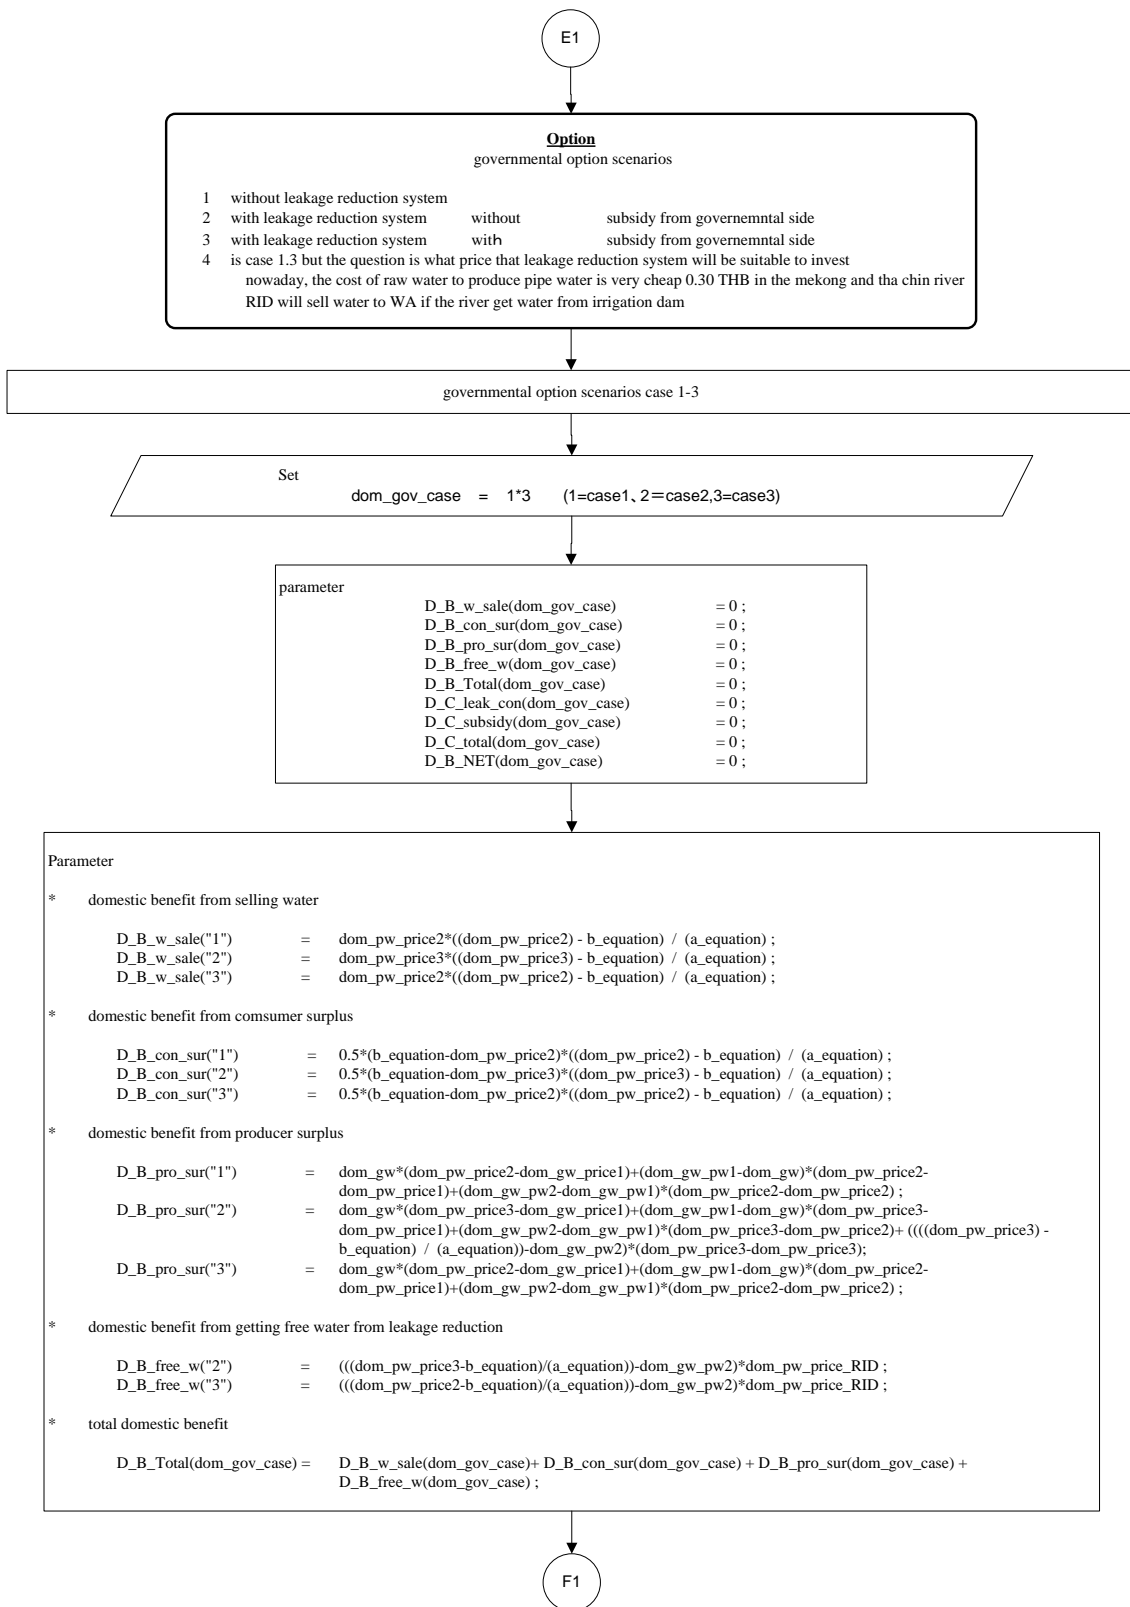 E1
Option
governmental option scenarios
1 without leakage reduction system
2 with leakage reduction system without subsidy from governemntal side
3 with leakage reduction system with subsidy from governemntal side
4 is case 1.3 but the question is what price that leakage reduction system will be suitable to invest
nowaday, the cost of raw water to produce pipe water is very cheap 0.30 THB in the mekong and tha chin river
RID will sell water to WA if the river get water from irrigation dam
governmental option scenarios case 1-3
Set
dom_gov_case = 1*3 (1=case1、2＝case2,3=case3)
parameter
D_B_w_sale(dom_gov_case) = 0 ;
D_B_con_sur(dom_gov_case) = 0 ;
D_B_pro_sur(dom_gov_case) = 0 ;
D_B_free_w(dom_gov_case) = 0 ;
D_B_Total(dom_gov_case) = 0 ;
D_C_leak_con(dom_gov_case) = 0 ;
D_C_subsidy(dom_gov_case) = 0 ;
D_C_total(dom_gov_case) = 0 ;
D_B_NET(dom_gov_case) = 0 ;
Parameter
* domestic benefit from selling water
D_B_w_sale("1") = dom_pw_price2*((dom_pw_price2) - b_equation) / (a_equation) ;
D_B_w_sale("2") = dom_pw_price3*((dom_pw_price3) - b_equation) / (a_equation) ;
D_B_w_sale("3") = dom_pw_price2*((dom_pw_price2) - b_equation) / (a_equation) ;
* domestic benefit from comsumer surplus
D_B_con_sur("1") = 0.5*(b_equation-dom_pw_price2)*((dom_pw_price2) - b_equation) / (a_equation) ;
D_B_con_sur("2") = 0.5*(b_equation-dom_pw_price3)*((dom_pw_price3) - b_equation) / (a_equation) ;
D_B_con_sur("3") = 0.5*(b_equation-dom_pw_price2)*((dom_pw_price2) - b_equation) / (a_equation) ;
* domestic benefit from producer surplus
D_B_pro_sur("1") = dom_gw*(dom_pw_price2-dom_gw_price1)+(dom_gw_pw1-dom_gw)*(dom_pw_price2-
dom_pw_price1)+(dom_gw_pw2-dom_gw_pw1)*(dom_pw_price2-dom_pw_price2) ;
D_B_pro_sur("2") = dom_gw*(dom_pw_price3-dom_gw_price1)+(dom_gw_pw1-dom_gw)*(dom_pw_price3-
dom_pw_price1)+(dom_gw_pw2-dom_gw_pw1)*(dom_pw_price3-dom_pw_price2)+ ((((dom_pw_price3) -
b_equation) / (a_equation))-dom_gw_pw2)*(dom_pw_price3-dom_pw_price3);
D_B_pro_sur("3") = dom_gw*(dom_pw_price2-dom_gw_price1)+(dom_gw_pw1-dom_gw)*(dom_pw_price2-
dom_pw_price1)+(dom_gw_pw2-dom_gw_pw1)*(dom_pw_price2-dom_pw_price2) ;
* domestic benefit from getting free water from leakage reduction
D_B_free_w("2") = (((dom_pw_price3-b_equation)/(a_equation))-dom_gw_pw2)*dom_pw_price_RID ;
D_B_free_w("3") = (((dom_pw_price2-b_equation)/(a_equation))-dom_gw_pw2)*dom_pw_price_RID ;
* total domestic benefit
D_B_Total(dom_gov_case) = D_B_w_sale(dom_gov_case)+ D_B_con_sur(dom_gov_case) + D_B_pro_sur(dom_gov_case) +
D_B_free_w(dom_gov_case) ;
F1